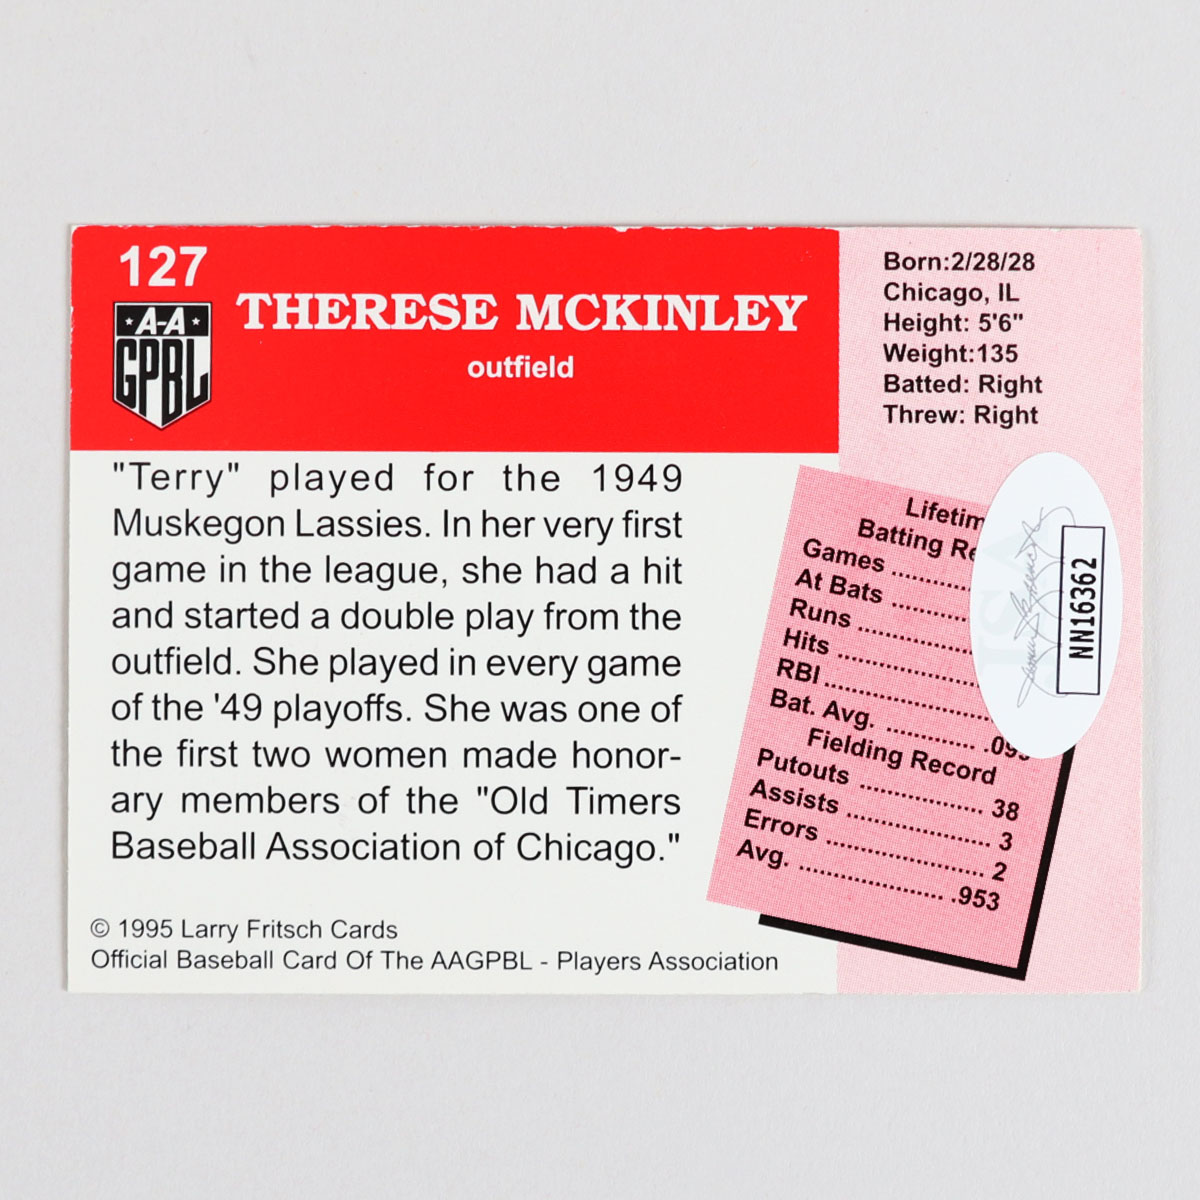 127
A-A
GPBL
THERESE MCKINLEY
outfield
Born:2/28/28
Chicago, IL
Height: 5'6"
Weight:135
Batted: Right
Threw: Right
"Terry" played for the 1949
Muskegon Lassies. In her very first
game in the league, she had a hit
and started a double play from the
outfield. She played in every game
of the '49 playoffs. She was one of
the first two women made honor-
ary members of the "Old Timers
Baseball Association of Chicago."
Batting
Games ............
At Bats ............
Runs ................
Hits ..................
RBI....................
Bat. Avg. ............
Fielding Record
Putouts ................. 38
Assists .................... 3
Errors ...................... 2
Avg. ...................... .953
JSA
NN16362
© 1995 Larry Fritsch Cards
Official Baseball Card Of The AAGPBL - Players Association